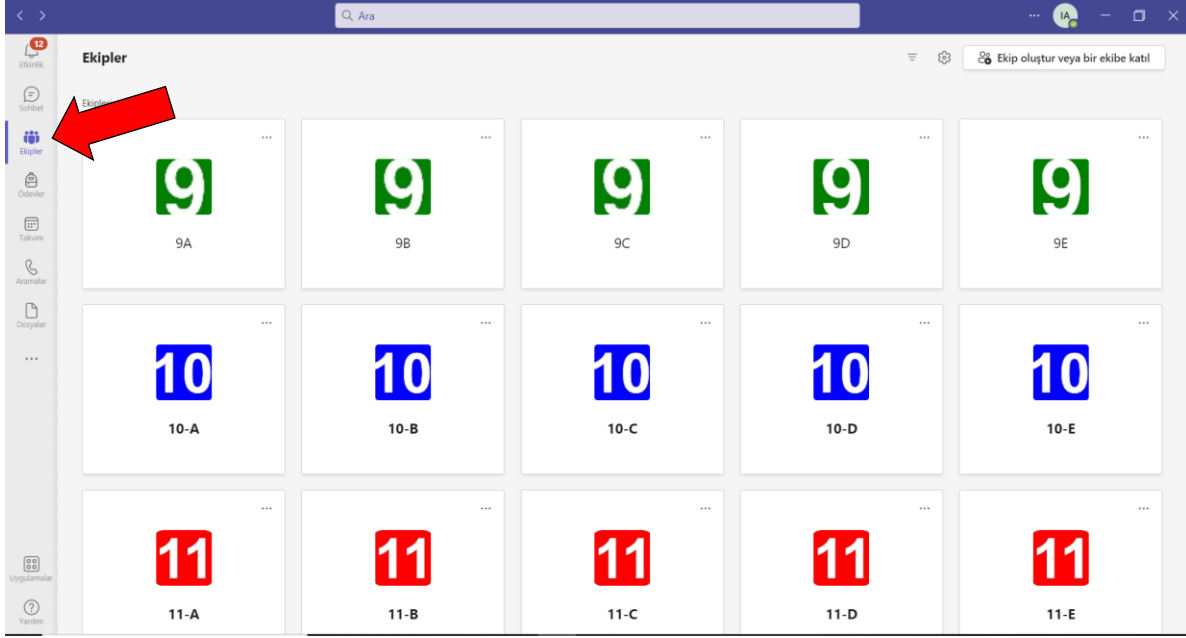 Ara
IA
12
Etkinlik
Sohbet
Ekipler
Ödevler
Takvim
Aramalar
Dosyalar
Uygulamalar
Yardım
Ekipler
Ekip oluştur veya bir ekibe katıl
Ekipler
9 9 9 9 9
9A 9B 9C 9D 9E
10 10 10 10 10
10-A 10-B 10-C 10-D 10-E
11 11 11 11 11
11-A 11-B 11-C 11-D 11-E